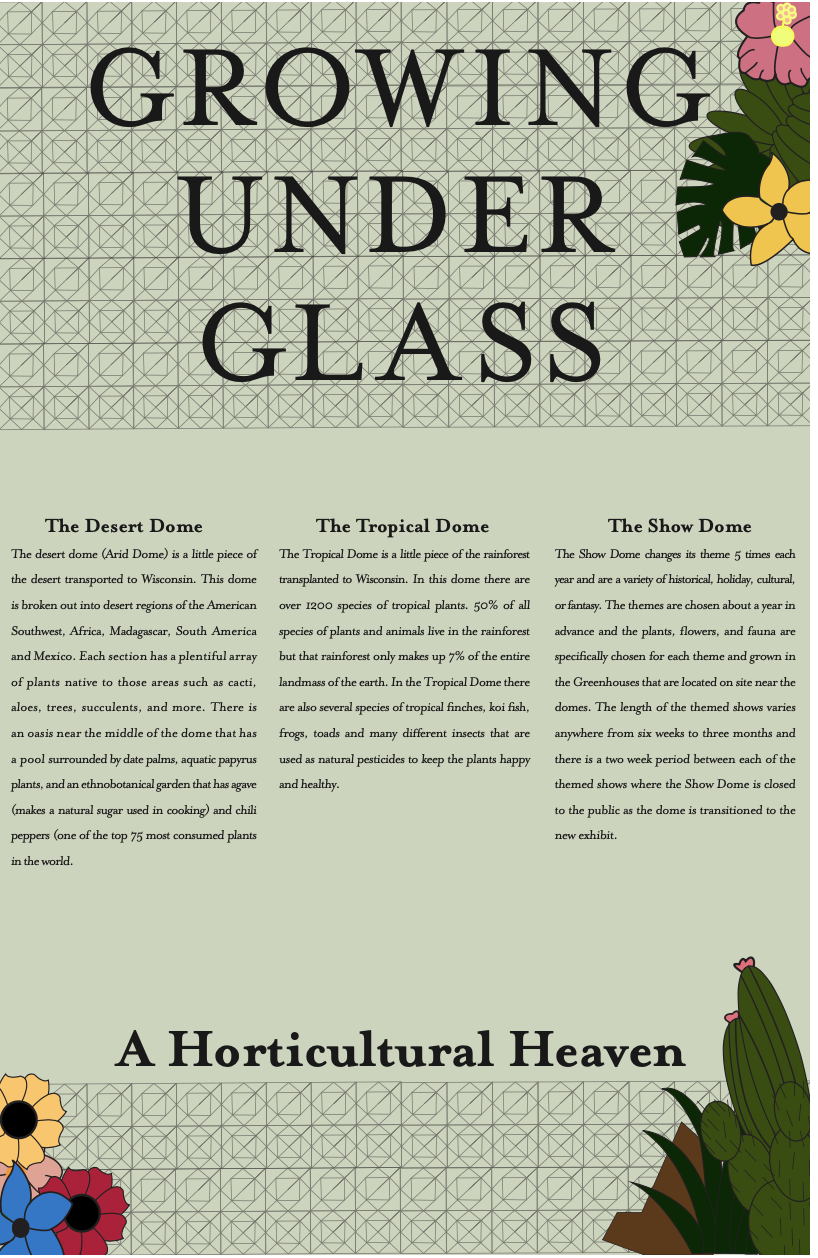 GROWING
UNDER
GLASS
The Desert Dome
The desert dome (Arid Dome) is a little piece of
the desert transported to Wisconsin. This dome
is broken out into desert regions of the American
Southwest, Africa, Madagascar, South America
and Mexico. Each section has a plentiful array
of plants native to those areas such as cacti,
aloes, trees, succulents, and more. There is
an oasis near the middle of the dome that has
a pool surrounded by date palms, aquatic papyrus
plants, and an ethnobotanical garden that has agave
(makes a natural sugar used in cooking) and chili
peppers (one of the top 75 most consumed plants
in the world.
The Tropical Dome
The Tropical Dome is a little piece of the rainforest
transplanted to Wisconsin. In this dome there are
over 1200 species of tropical plants. 50% of all
species of plants and animals live in the rainforest
but that rainforest only makes up 7% of the entire
landmass of the earth. In the Tropical Dome there
are also several species of tropical finches, koi fish,
frogs, toads and many different insects that are
used as natural pesticides to keep the plants happy
and healthy.
The Show Dome
The Show Dome changes its theme 5 times each
year and are a variety of historical, holiday, cultural,
or fantasy. The themes are chosen about a year in
advance and the plants, flowers, and fauna are
specifically chosen for each theme and grown in
the Greenhouses that are located on site near the
domes. The length of the themed shows varies
anywhere from six weeks to three months and
there is a two week period between each of the
themed shows where the Show Dome is closed
to the public as the dome is transitioned to the
new exhibit.
A Horticultural Heaven